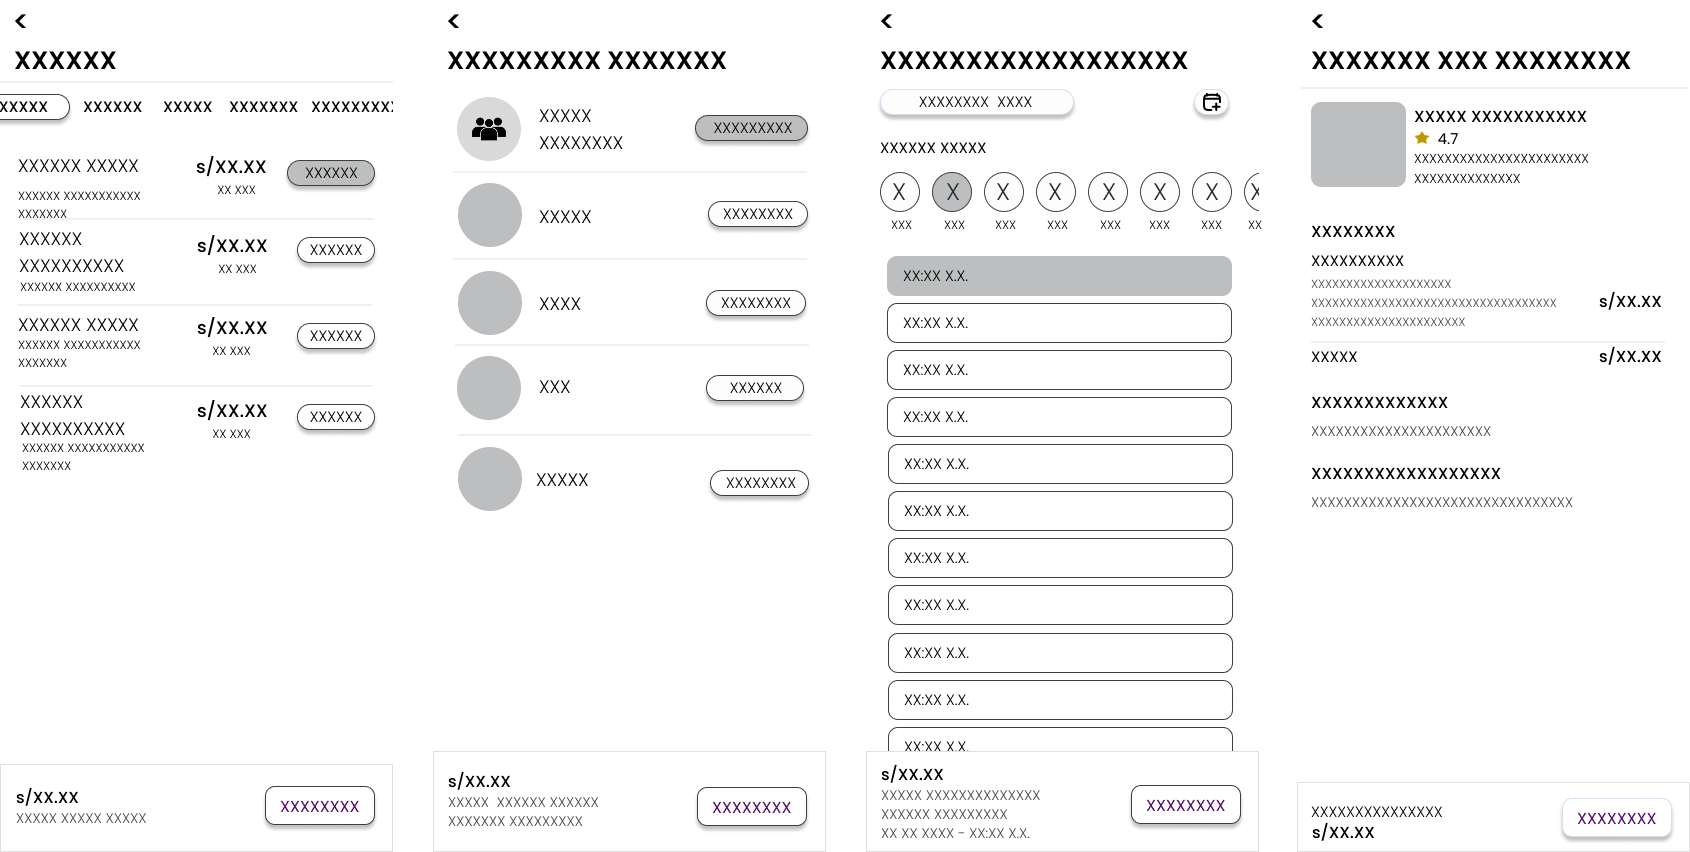 XXXXXX
XXXXX XXXXXX XXXXX XXXXXXX XXXXXXXX
XXXXXX XXXXX s/XX.XX XXXXXX
XX XXX
XXXXXX XXXXXXXXXXX
XXXXXXX
XXXXXX s/XX.XX XXXXXX
XXXXXXXXXX XX XXX
XXXXXX XXXXXXXXXX
XXXXXX XXXXX s/XX.XX XXXXXX
XXXXXX XXXXXXXXXXX XX XXX
XXXXXXX
XXXXXX s/XX.XX XXXXXX
XXXXXXXXXX XX XXX
XXXXXX XXXXXXXXXXX
XXXXXXX
s/XX.XX
XXXXX XXXXX XXXXX
XXXXXXXX
XXXXXXXXX XXXXXXX
XXXXX
XXXXXXXX
XXXXXXXXX
XXXXX XXXXXXXX
XXXX XXXXXXXX
XXX XXXXXX
XXXXX XXXXXXXX
s/XX.XX
XXXXX XXXXXX XXXXXX
XXXXXXX XXXXXXXXX
XXXXXXXX
XXXXXXXXXXXXXXXXX
XXXXXXXX XXXX
XXXXXX XXXXX
X X X X X X X X
XXX XXX XXX XXX XXX XXX XXX XX
XX:XX X.X.
XX:XX X.X.
XX:XX X.X.
XX:XX X.X.
XX:XX X.X.
XX:XX X.X.
XX:XX X.X.
XX:XX X.X.
XX:XX X.X.
XX:XX X.X.
XX:XX X.X.
s/XX.XX
XXXXX XXXXXXXXXXXXXX
XXXXXX XXXXXXXXX
XX XX XXXX - XX:XX X.X.
XXXXXXXX
XXXXXXX XXX XXXXXXXX
XXXXX XXXXXXXXXXX
4.7
XXXXXXXXXXXXXXXXXXXXXXX
XXXXXXXXXXXXXX
XXXXXXXX
XXXXXXXXXX
XXXXXXXXXXXXXXXXXXXX
XXXXXXXXXXXXXXXXXXXXXXXXXXXXXXXXXXX s/XX.XX
XXXXXXXXXXXXXXXXXXXXXX
XXXXX s/XX.XX
XXXXXXXXXXXXX
XXXXXXXXXXXXXXXXXXXXXX
XXXXXXXXXXXXXXXXXX
XXXXXXXXXXXXXXXXXXXXXXXXXXXXXXXX
XXXXXXXXXXXXXXX
s/XX.XX
XXXXXXXX